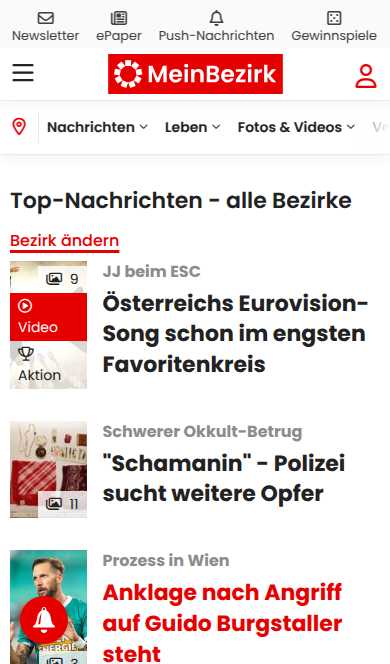 Newsletter
ePaper
Push-Nachrichten
Gewinnspiele
MeinBezirk
Nachrichten
Leben
Fotos & Videos
Top-Nachrichten - alle Bezirke
Bezirk ändern
9
Video
Aktion
JJ beim ESC
Österreichs Eurovision-
Song schon im engsten
Favoritenkreis
11
Schwerer Okkult-Betrug
"Schamanin" - Polizei
sucht weitere Opfer
Prozess in Wien
Anklage nach Angriff
auf Guido Burgstaller
steht